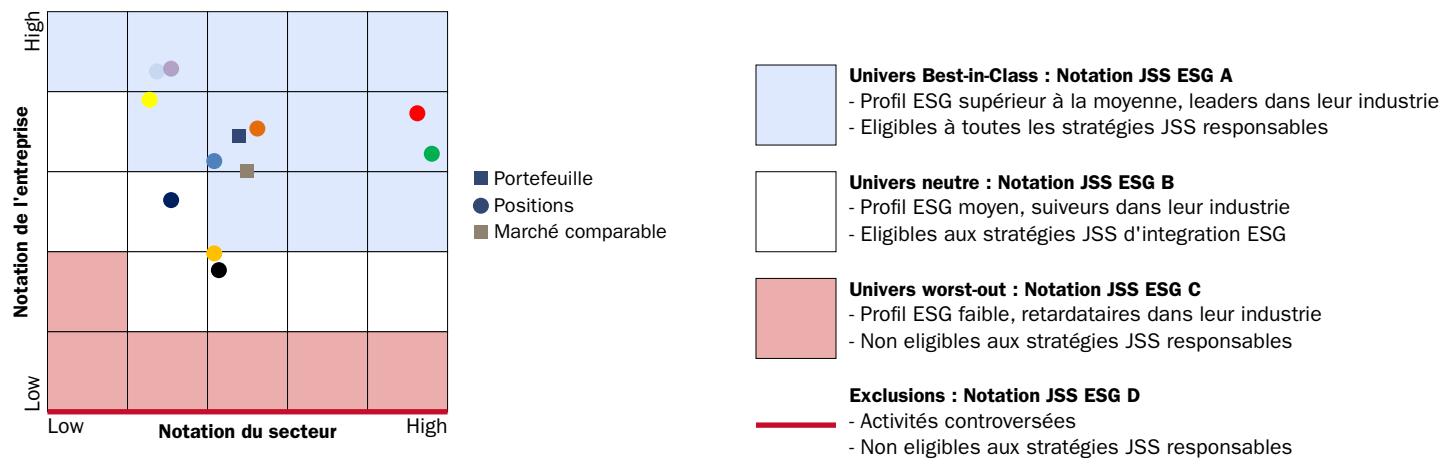 High
Notation de l'entreprise
Low
Low
Notation du secteur
High
Portefeuille
Positions
Marché comparable
Univers Best-in-Class : Notation JSS ESG A
- Profil ESG supérieur à la moyenne, leaders dans leur industrie
- Eligibles à toutes les stratégies JSS responsables
Univers neutre : Notation JSS ESG B
- Profil ESG moyen, suiveurs dans leur industrie
- Eligibles aux stratégies JSS d'integration ESG
Univers worst-out : Notation JSS ESG C
- Profil ESG faible, retardataires dans leur industrie
- Non eligibles aux stratégies JSS responsables
Exclusions : Notation JSS ESG D
- Activités controversées
- Non eligibles aux stratégies JSS responsables